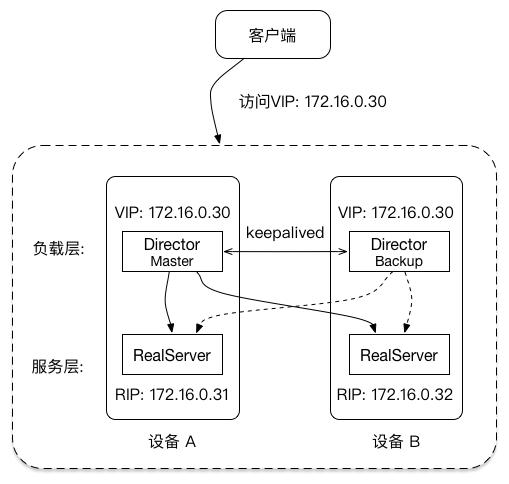 客户端
访问VIP: 172.16.0.30
VIP: 172.16.0.30
VIP: 172.16.0.30
负载层:
Director
Master
keepalived
Director
Backup
服务层:
RealServer
RealServer
RIP: 172.16.0.31
RIP: 172.16.0.32
设备 A
设备 B